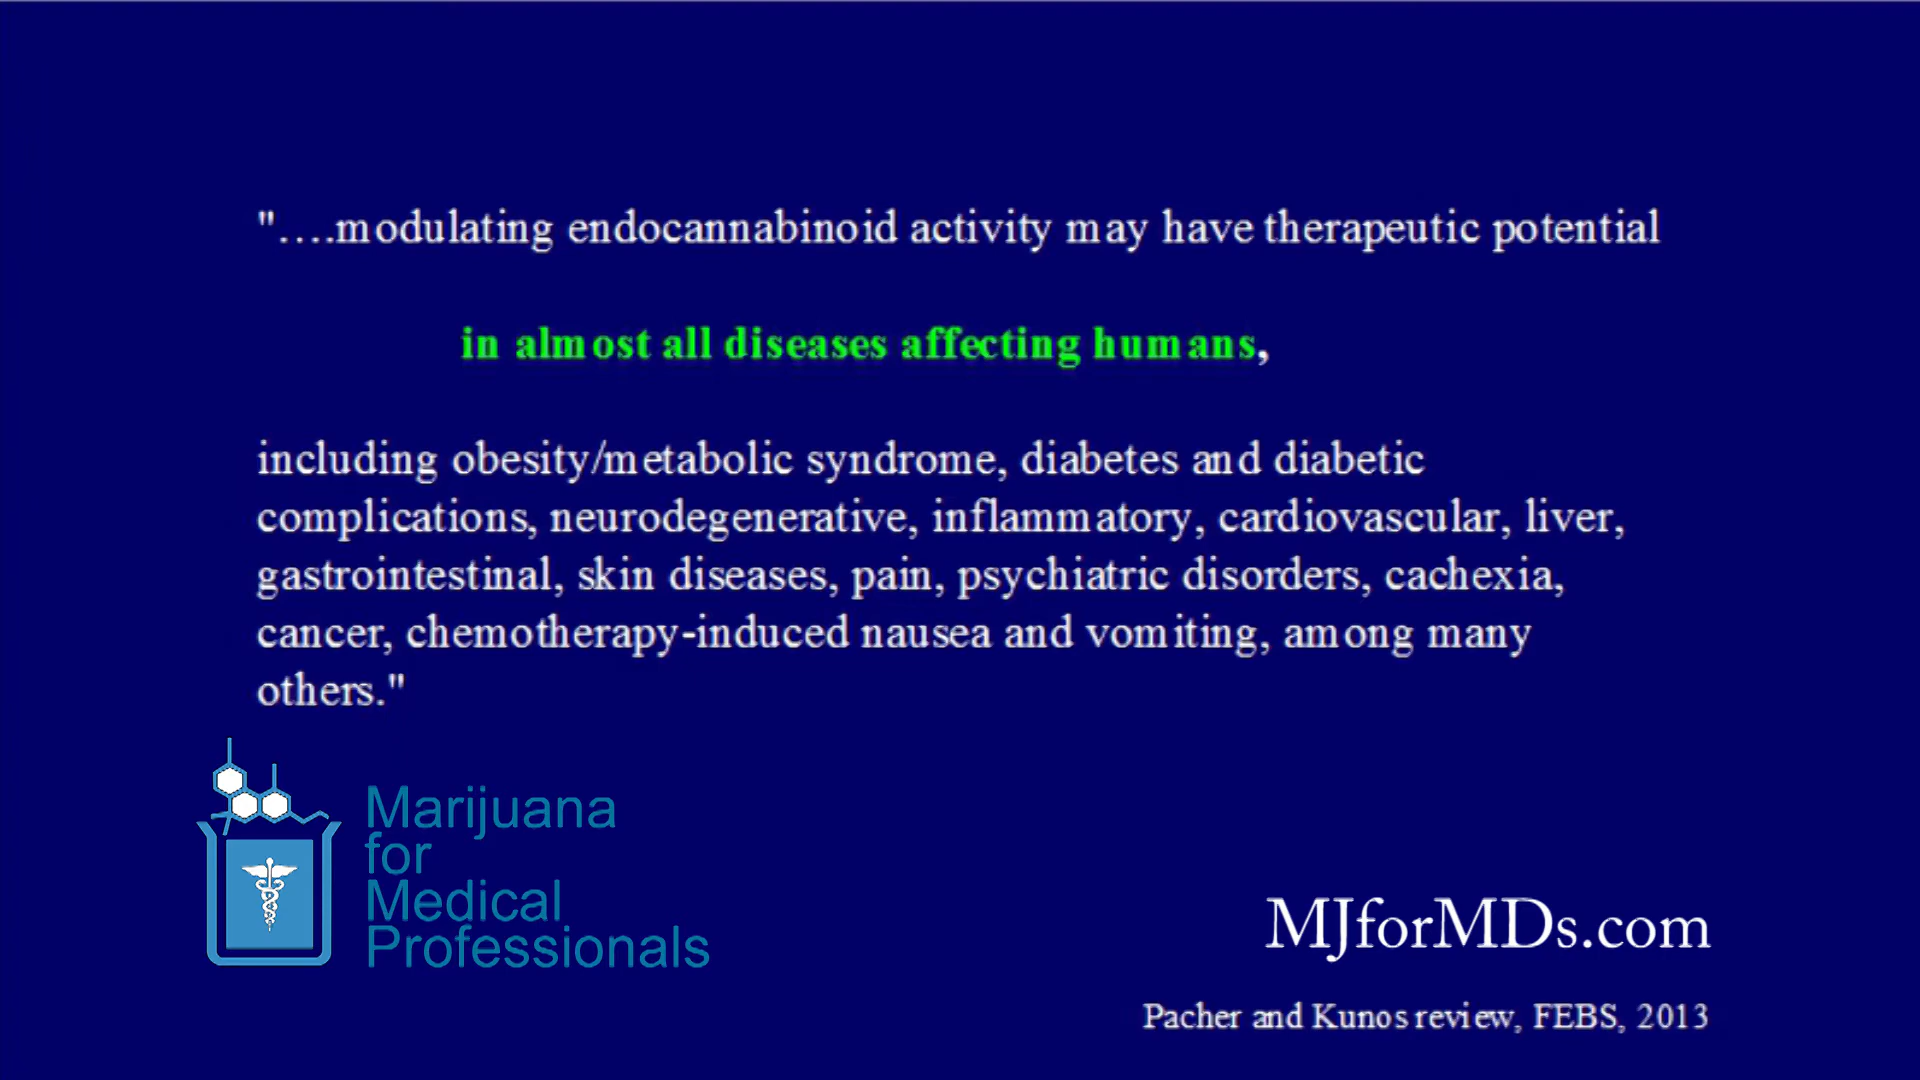 "....modulating endocannabinoid activity may have therapeutic potential
in almost all diseases affecting humans,
including obesity/metabolic syndrome, diabetes and diabetic
complications, neurodegenerative, inflammatory, cardiovascular, liver,
gastrointestinal, skin diseases, pain, psychiatric disorders, cachexia,
cancer, chemotherapy-induced nausea and vomiting, among many
others."
Marijuana
for
Medical
Professionals
MJforMDs.com
Pacher and Kunos review, FEBS, 2013